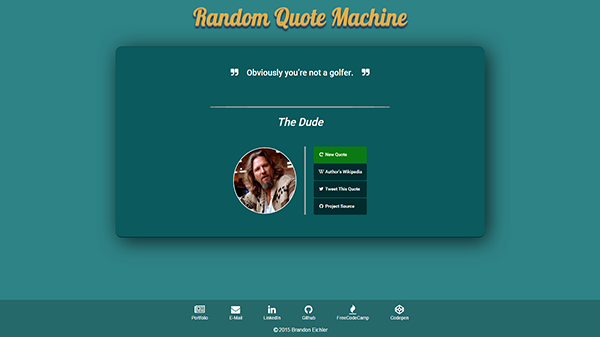 Random Quote Machine
❞ Obviously you're not a golfer. ❞
The Dude
New Quote
Author's Wikipedia
Tweet This Quote
Project Source
Portfolio E-Mail LinkedIn Github FreeCodeCamp Codepen
© 2015 Brandon Eichler